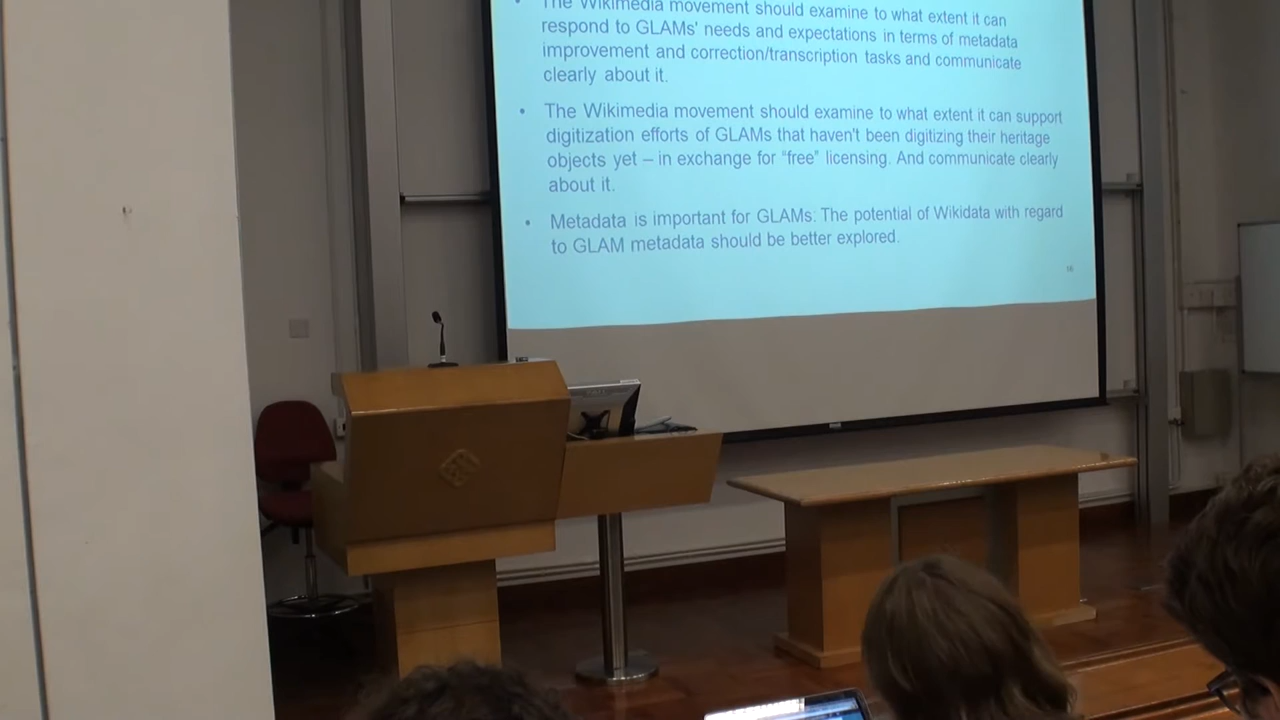 • The Wikimedia movement should examine to what extent it can
respond to GLAMs' needs and expectations in terms of metadata
improvement and correction/transcription tasks and communicate
clearly about it.
• The Wikimedia movement should examine to what extent it can support
digitization efforts of GLAMs that haven't been digitizing their heritage
objects yet – in exchange for “free” licensing. And communicate clearly
about it.
• Metadata is important for GLAMs. The potential of Wikidata with regard
to GLAM metadata should be better explored.
16